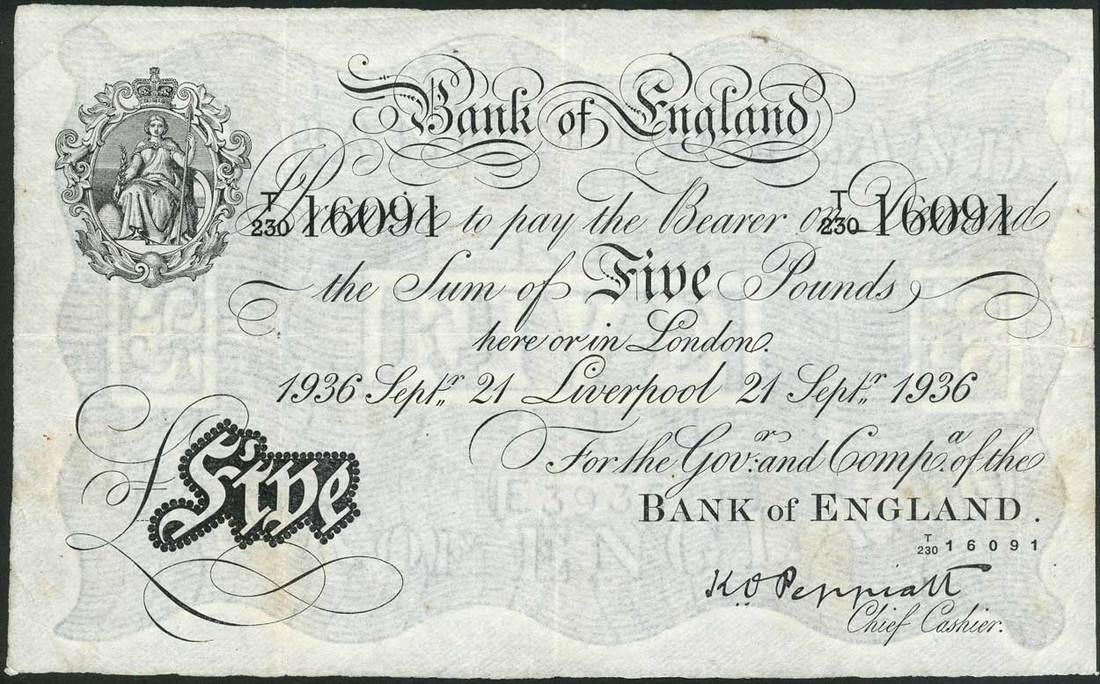 Bank of England
T/230 16091 to pay the Bearer on Demand T/230 16091
the Sum of Five Pounds
here or in London.
1936 Septr. 21 Liverpool 21 Septr. 1936
£ Five
For the Govr. and Compa. of the
BANK of ENGLAND.
T/230 16091
K O Peppiatt
Chief Cashier.